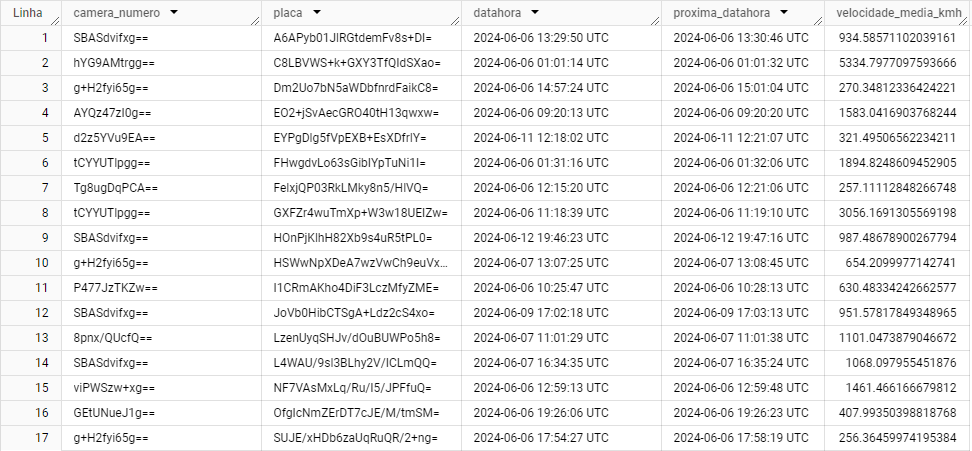 Linha camera_numero placa datahora proxima_datahora velocidade_media_kmh
1 SBASdvifxg== A6APyb01JIRGtdemFv8s+DI= 2024-06-06 13:29:50 UTC 2024-06-06 13:30:46 UTC 934.58571102039161
2 hYG9AMtrgg== C8LBVWS+k+GXY3TfQIdSXao= 2024-06-06 01:01:14 UTC 2024-06-06 01:01:32 UTC 5334.7977097593666
3 g+H2fyi65g== Dm2Uo7bN5aWDbfnrdFaikC8= 2024-06-06 14:57:24 UTC 2024-06-06 15:01:04 UTC 270.34812336424221
4 AYQz47zI0g== EO2+jSvAecGRO40tH13qwxw= 2024-06-06 09:20:13 UTC 2024-06-06 09:20:20 UTC 1583.0416903768244
5 d2z5YVu9EA== EYPgDlg5fVpEXB+EsXDfrIY= 2024-06-11 12:18:02 UTC 2024-06-11 12:21:07 UTC 321.49506562234211
6 tCYYUTlpgg== FHwgdvLo63sGiblYpTuNi1I= 2024-06-06 01:31:16 UTC 2024-06-06 01:32:06 UTC 1894.8248609452905
7 Tg8ugDqPCA== FelxjQP03RkLMky8n5/HIVQ= 2024-06-06 12:15:20 UTC 2024-06-06 12:21:06 UTC 257.11112848266748
8 tCYYUTlpgg== GXFZr4wuTmXp+W3w18UEIZw= 2024-06-06 11:18:39 UTC 2024-06-06 11:19:10 UTC 3056.1691305569198
9 SBASdvifxg== HOnPjKlhH82Xb9s4uR5tPL0= 2024-06-12 19:46:23 UTC 2024-06-12 19:47:16 UTC 987.48678900267794
10 g+H2fyi65g== HSWwNpXDeA7wzVwCh9euVx... 2024-06-07 13:07:25 UTC 2024-06-07 13:08:45 UTC 654.2099977142741
11 P477JzTKZw== I1CRmAKho4DiF3LczMfyZME= 2024-06-06 10:25:47 UTC 2024-06-06 10:28:13 UTC 630.48334242662577
12 SBASdvifxg== JoVb0HibCTSgA+Ldz2cS4xo= 2024-06-09 17:02:18 UTC 2024-06-09 17:03:13 UTC 951.57817849348965
13 8pnx/QUcfQ== LzenUyqSHJv/dOuBUWPo5h8= 2024-06-07 11:01:29 UTC 2024-06-07 11:01:38 UTC 1101.0473879046672
14 SBASdvifxg== L4WAU/9sl3BLhy2V/ICLmQQ= 2024-06-07 16:34:35 UTC 2024-06-07 16:35:24 UTC 1068.097955451876
15 viPWSzw+xg== NF7VAsMxLq/Ru/I5/JPFfuQ= 2024-06-06 12:59:13 UTC 2024-06-06 12:59:48 UTC 1461.466166679812
16 GEtUNueJ1g== OfgIcNmZErDT7cJE/M/tmSM= 2024-06-06 19:26:06 UTC 2024-06-06 19:26:23 UTC 407.99350398818768
17 g+H2fyi65g== SUJE/xHDb6zaUqRuQR/2+ng= 2024-06-06 17:54:27 UTC 2024-06-06 17:58:19 UTC 256.36459974195384